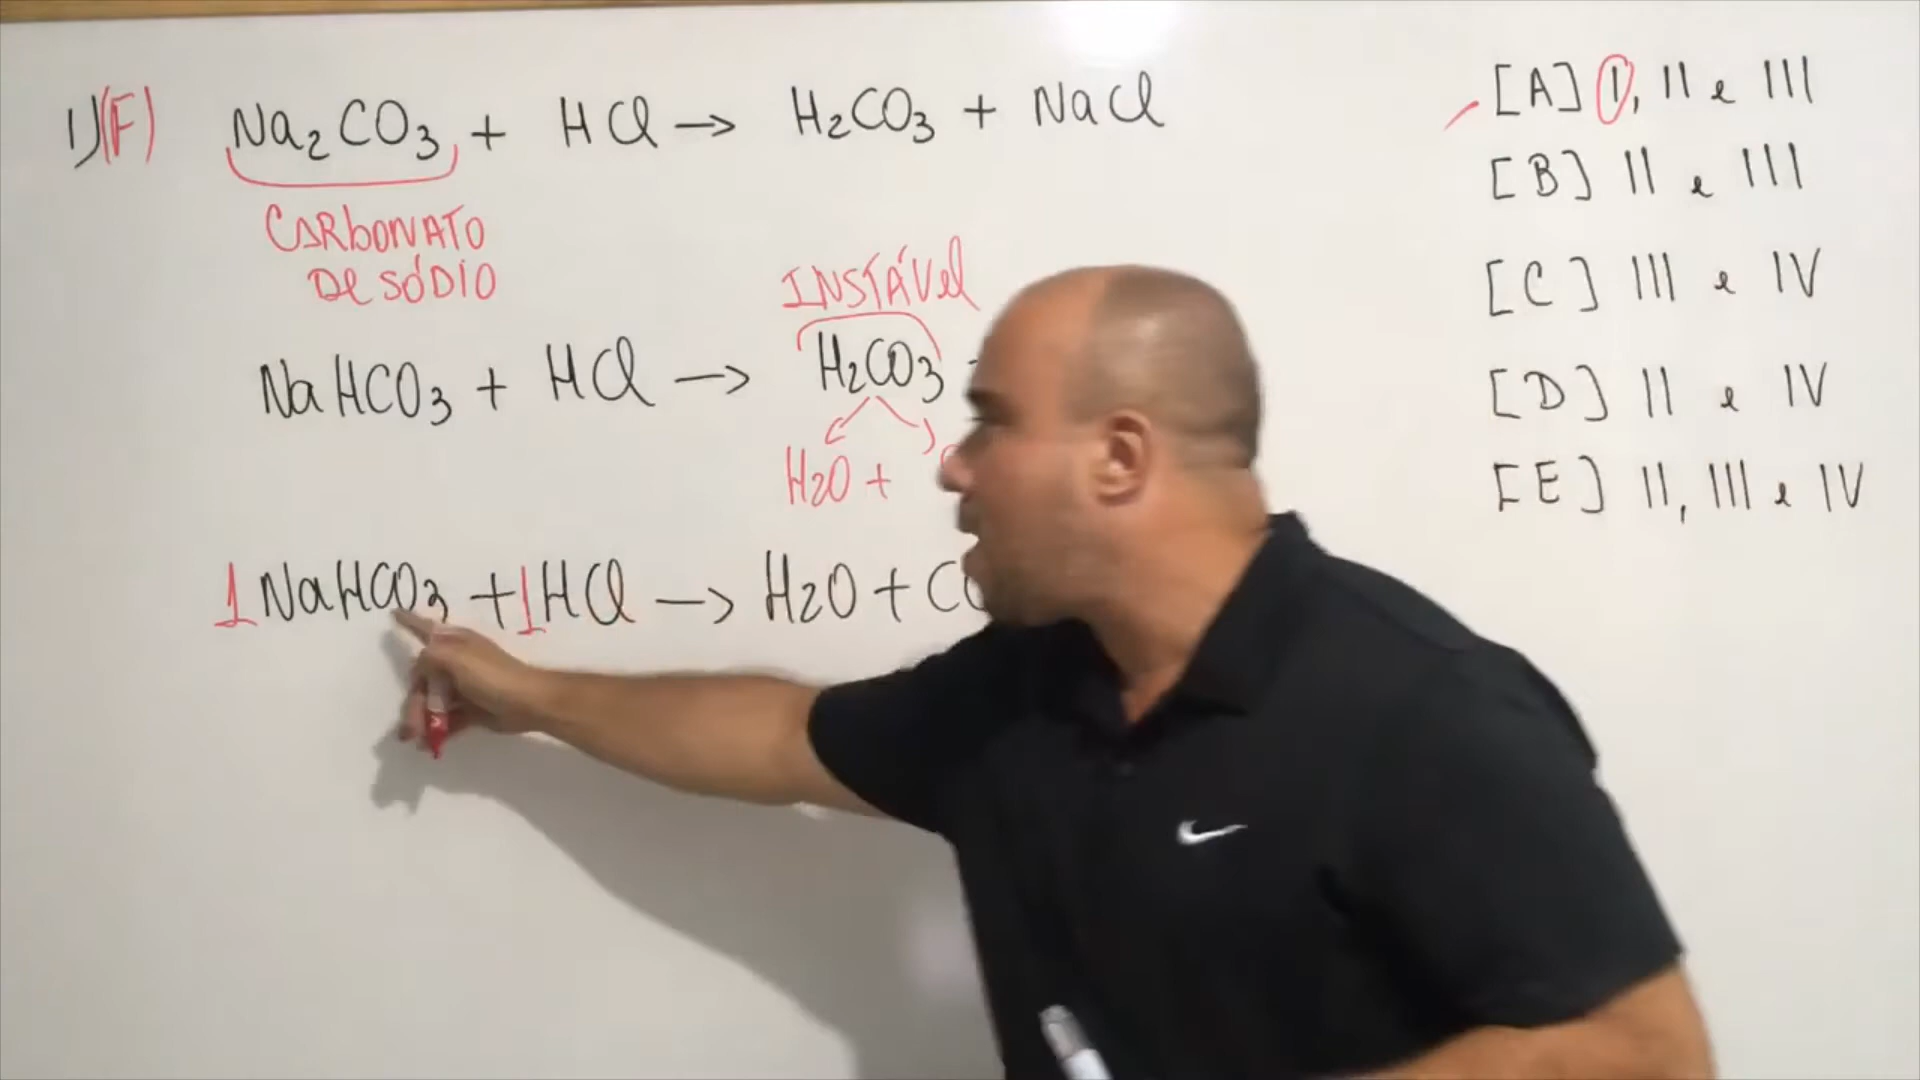 1)(F) Na2CO3 + HCl → H2CO3 + NaCl
CARbONATO
De SÓDIO
INSTÁVel
NaHCO3 + HCl → H2CO3
H2O +
1 NaHCO3 + 1 HCl → H2O + C
[A] I, II e III
[B] II e III
[C] III e IV
[D] II e IV
[E] II, III e IV